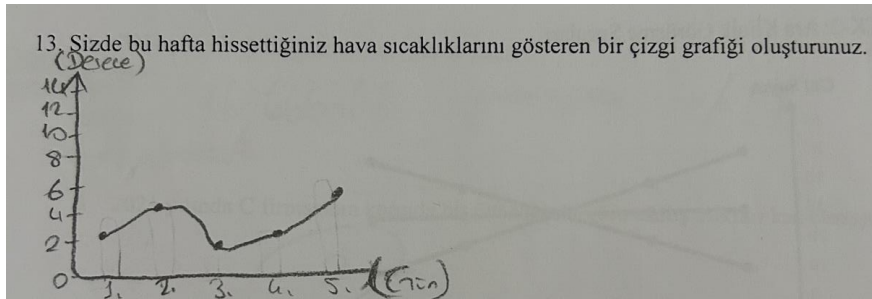 13. Sizde bu hafta hissettiğiniz hava sıcaklıklarını gösteren bir çizgi grafiği oluşturunuz.
(Derece)
14
12
10
8
6
4
2
0
1. 2. 3. 4. 5. (Gün)